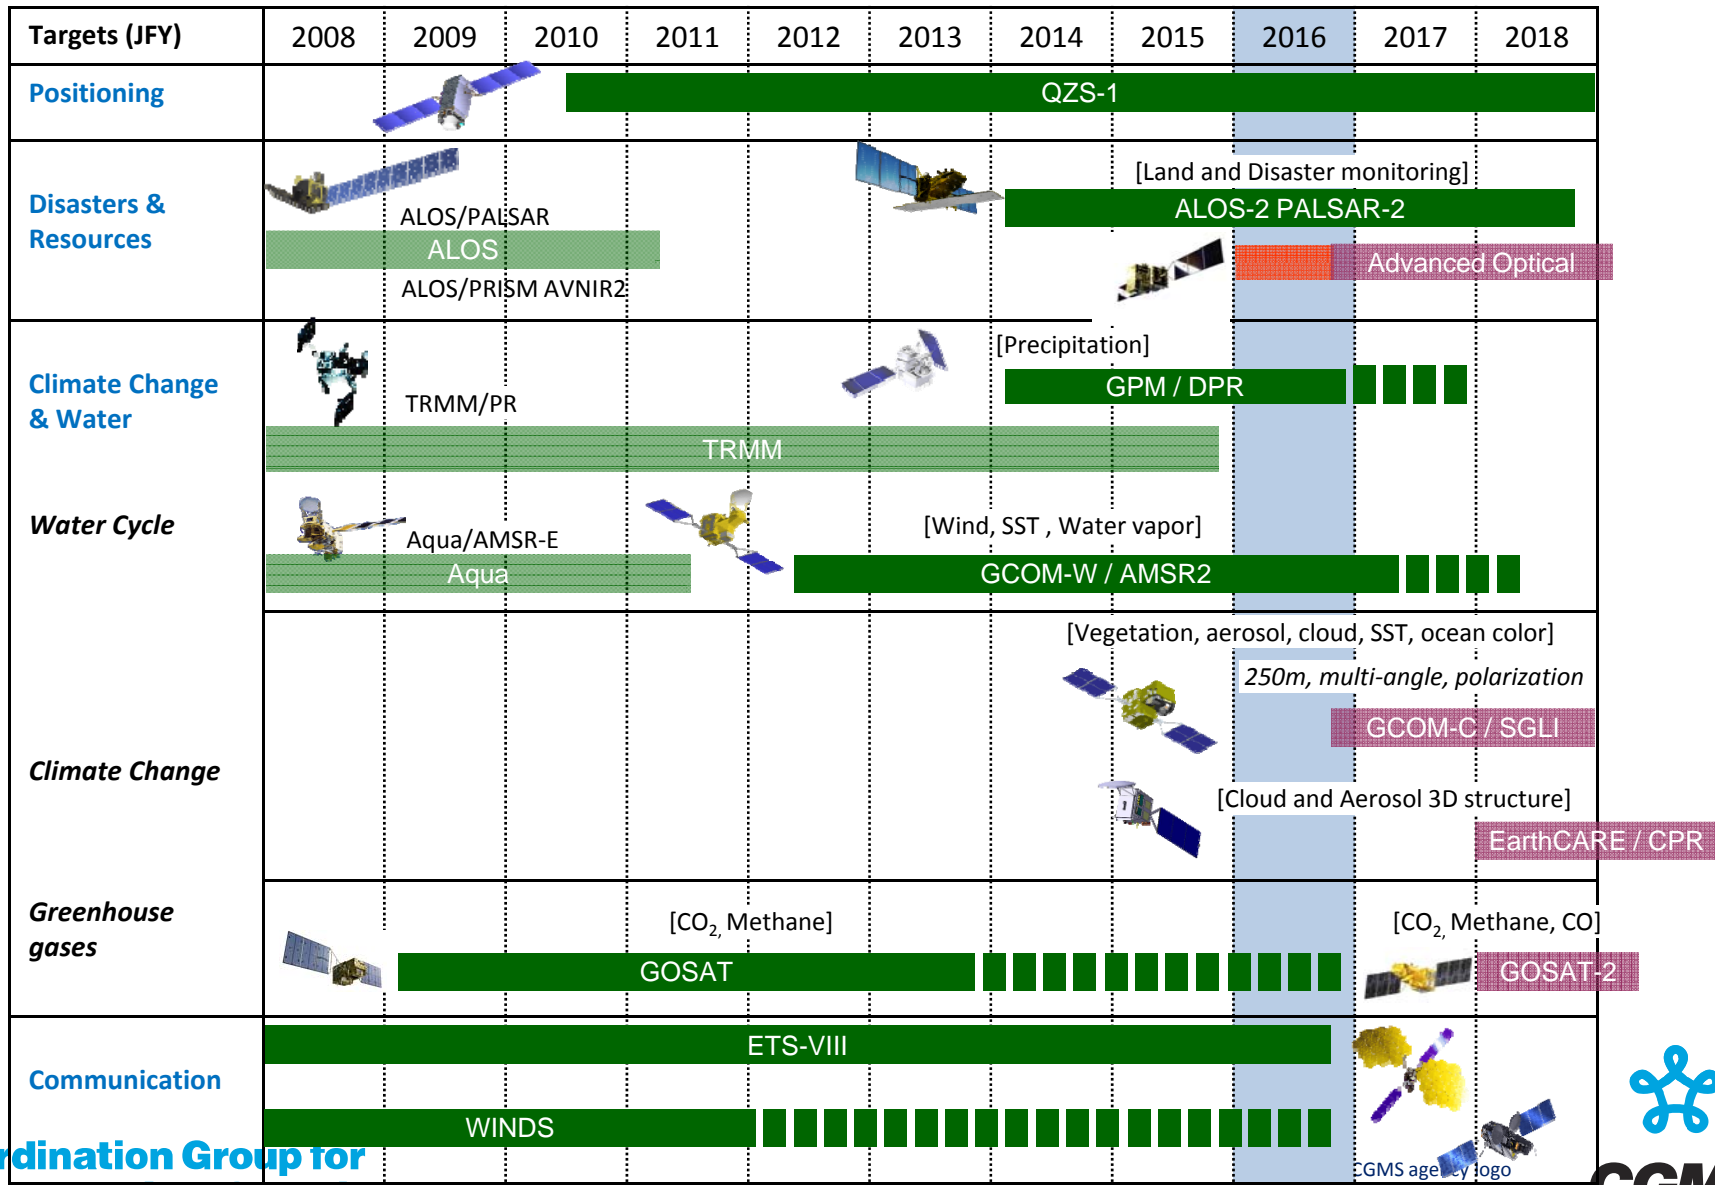 Targets (JFY) 2008 2009 2010 2011 2012 2013 2014 2015 2016 2017 2018
Positioning
QZS-1
Disasters &
Resources
[Land and Disaster monitoring]
ALOS-2 PALSAR-2
ALOS/PALSAR
ALOS
Advanced Optical
ALOS/PRISM AVNIR2
Climate Change
& Water
[Precipitation]
GPM / DPR
TRMM/PR
TRMM
Water Cycle
[Wind, SST , Water vapor]
Aqua/AMSR-E
Aqua
GCOM-W / AMSR2
[Vegetation, aerosol, cloud, SST, ocean color]
250m, multi-angle, polarization
GCOM-C / SGLI
Climate Change
[Cloud and Aerosol 3D structure]
EarthCARE / CPR
Greenhouse
gases
[CO2, Methane]
[CO2, Methane, CO]
GOSAT
GOSAT-2
Communication
ETS-VIII
WINDS
rdination Group for
CGMS agency logo
CGM